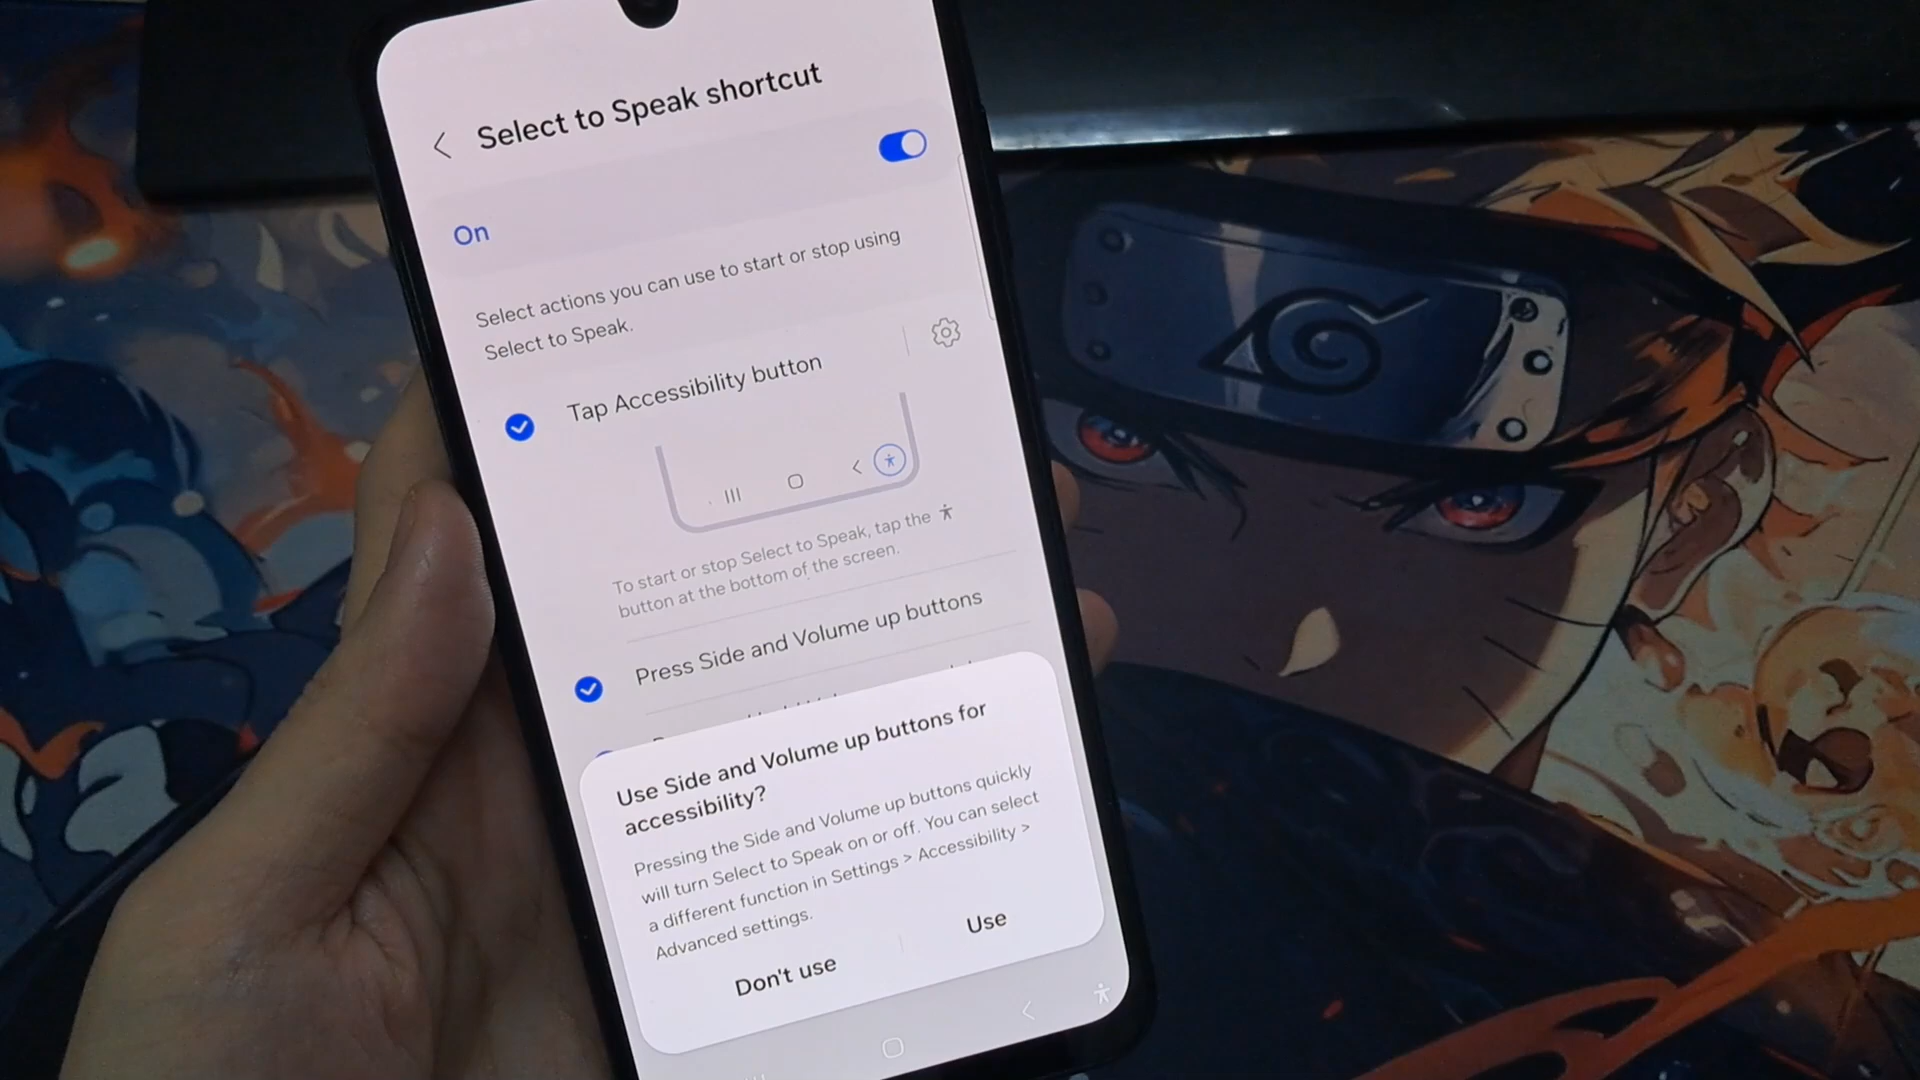 Select to Speak shortcut
On
Select actions you can use to start or stop using
Select to Speak.
Tap Accessibility button
To start or stop Select to Speak, tap the
button at the bottom of the screen.
Press Side and Volume up buttons
Use Side and Volume up buttons for
accessibility?
Pressing the Side and Volume up buttons quickly
will turn Select to Speak on or off. You can select
a different function in Settings > Accessibility >
Advanced settings.
Don't use
Use